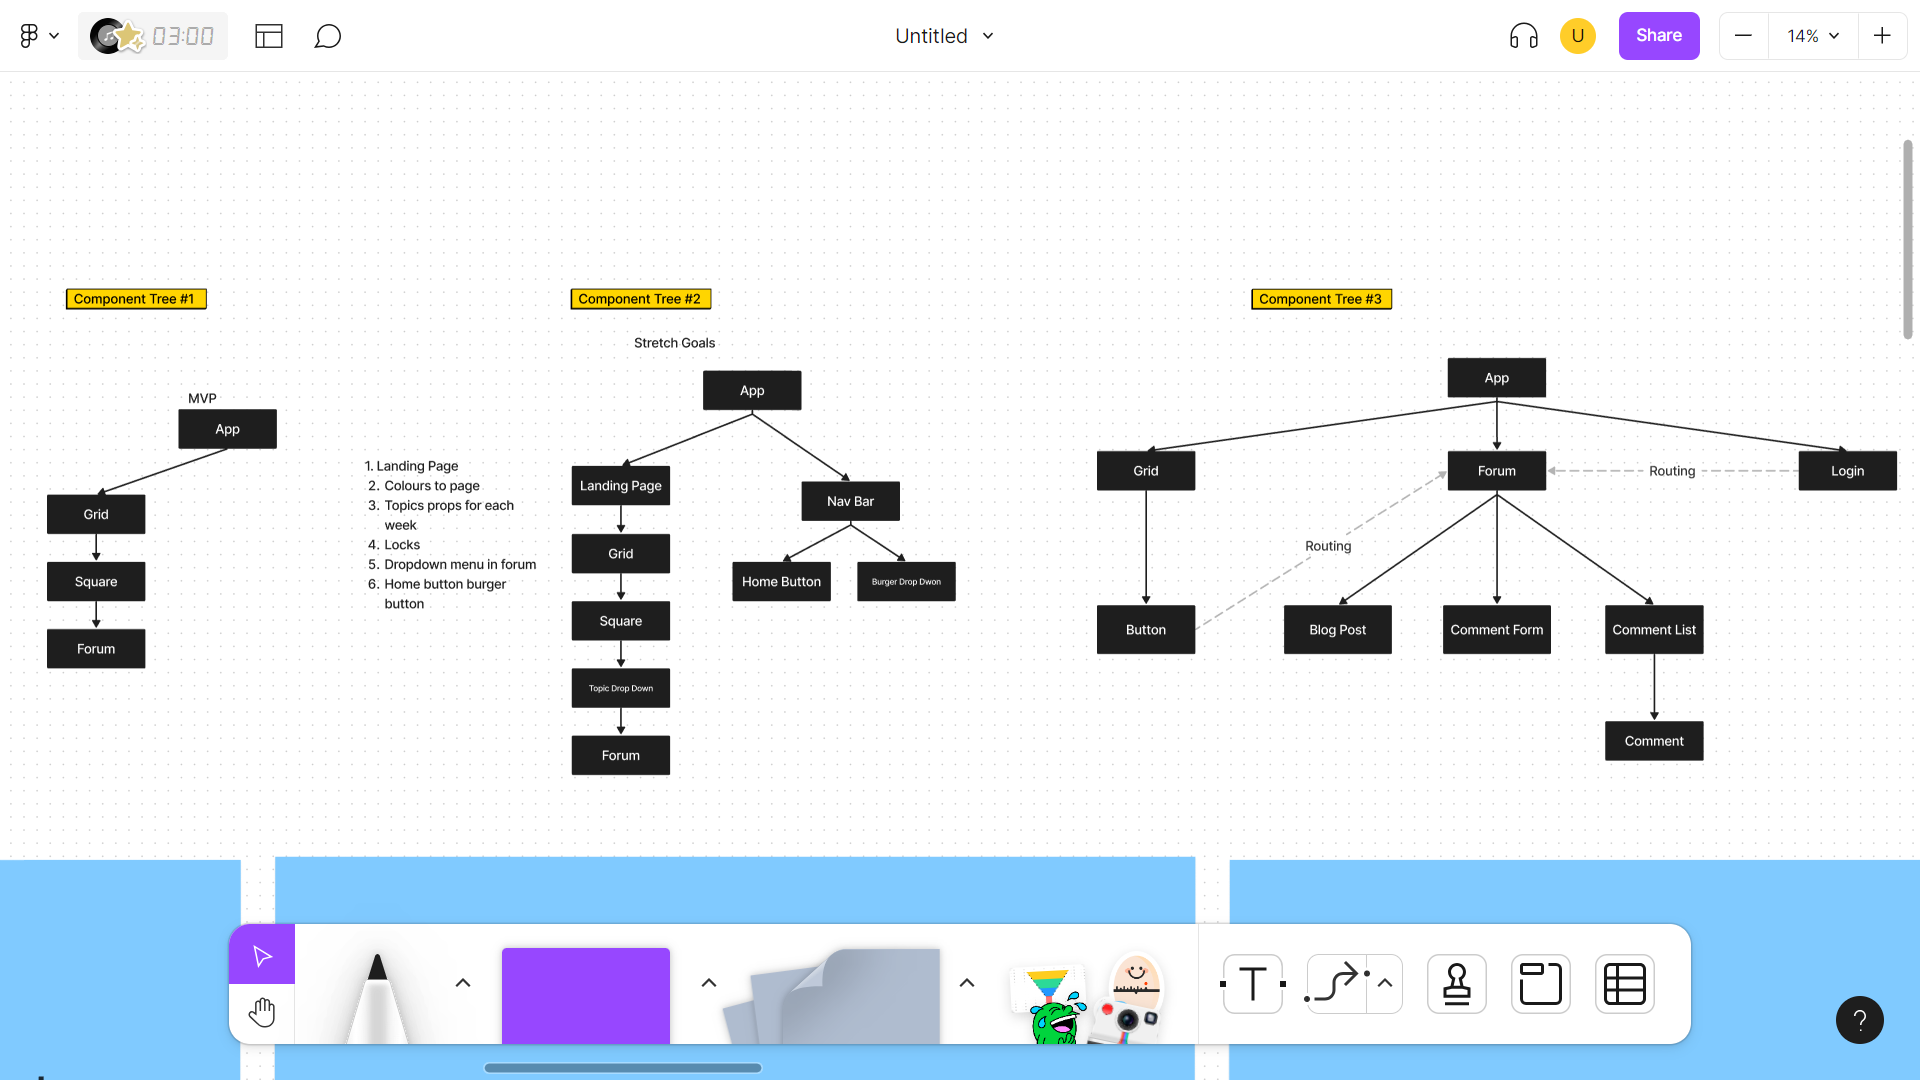 03:00
Untitled
U
Share
14%
Component Tree #1
Component Tree #2
Component Tree #3
Stretch Goals
MVP
App
Grid
Square
Forum
1. Landing Page
2. Colours to page
3. Topics props for each
week
4. Locks
5. Dropdown menu in forum
6. Home button burger
button
App
Landing Page
Nav Bar
Grid
Home Button
Burger Drop Dwon
Square
Topic Drop Down
Forum
App
Grid
Forum
Routing
Login
Routing
Button
Blog Post
Comment Form
Comment List
Comment
T
?